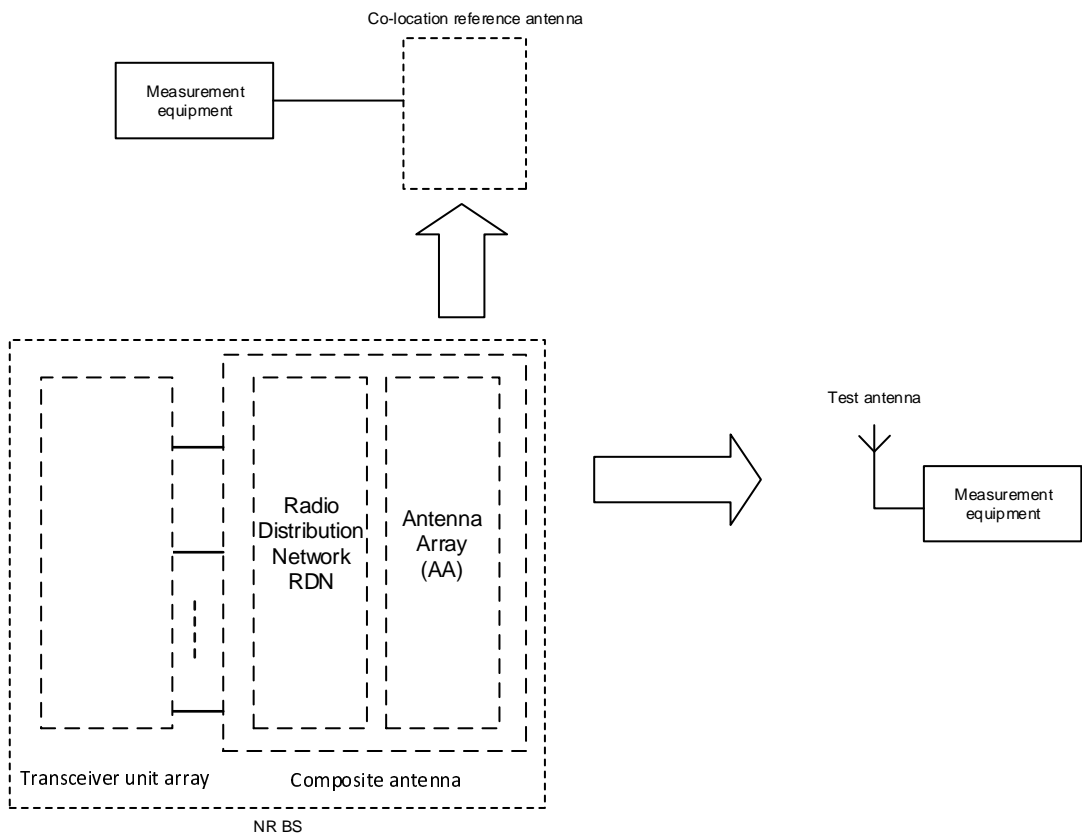 Co-location reference antenna
Measurement
equipment
Test antenna
Measurement
equipment
Radio
Distribution
Network
RDN
Antenna
Array
(AA)
Transceiver unit array
Composite antenna
NR BS